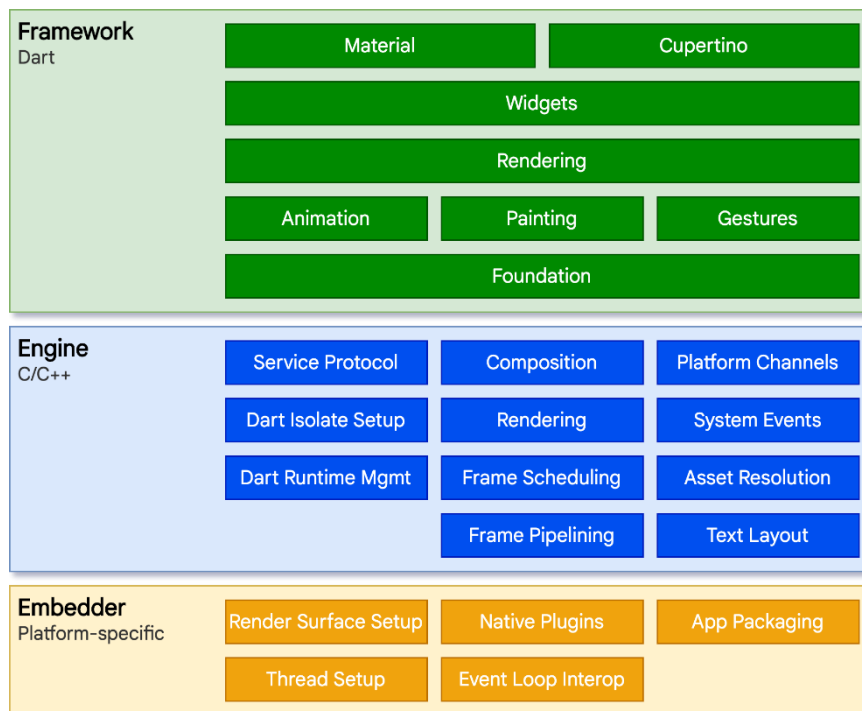 Framework
Dart
Material
Cupertino
Widgets
Rendering
Animation
Painting
Gestures
Foundation
Engine
C/C++
Service Protocol
Composition
Platform Channels
Dart Isolate Setup
Rendering
System Events
Dart Runtime Mgmt
Frame Scheduling
Asset Resolution
Frame Pipelining
Text Layout
Embedder
Platform-specific
Render Surface Setup
Native Plugins
App Packaging
Thread Setup
Event Loop Interop